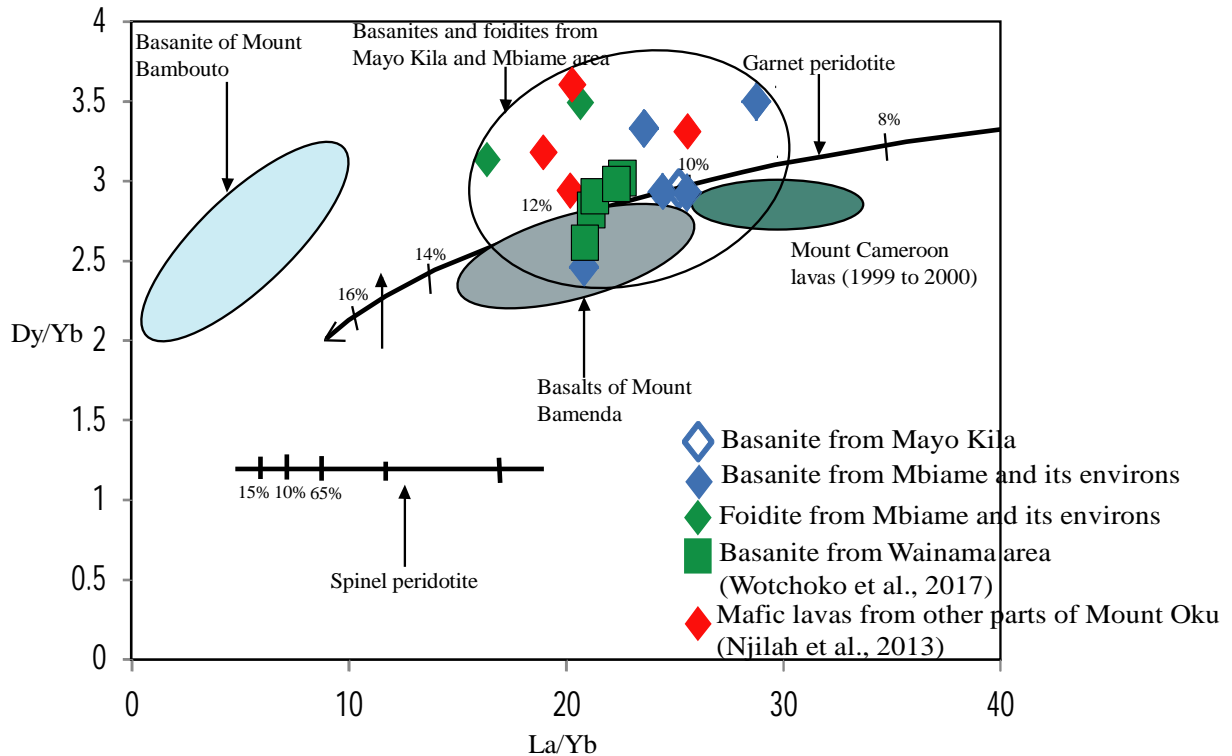 4
3.5
3
2.5
2
1.5
1
0.5
0
Dy/Yb
0
10
20
30
40
La/Yb
Basanite of Mount
Bambouto
Basanites and foidites from
Mayo Kila and Mbiame area
Garnet peridotite
8%
10%
12%
14%
16%
Mount Cameroon
lavas (1999 to 2000)
Basalts of Mount
Bamenda
15%
10%
65%
Spinel peridotite
Basanite from Mayo Kila
Basanite from Mbiame and its environs
Foidite from Mbiame and its environs
Basanite from Wainama area
(Wotchoko et al., 2017)
Mafic lavas from other parts of Mount Oku
(Njilah et al., 2013)